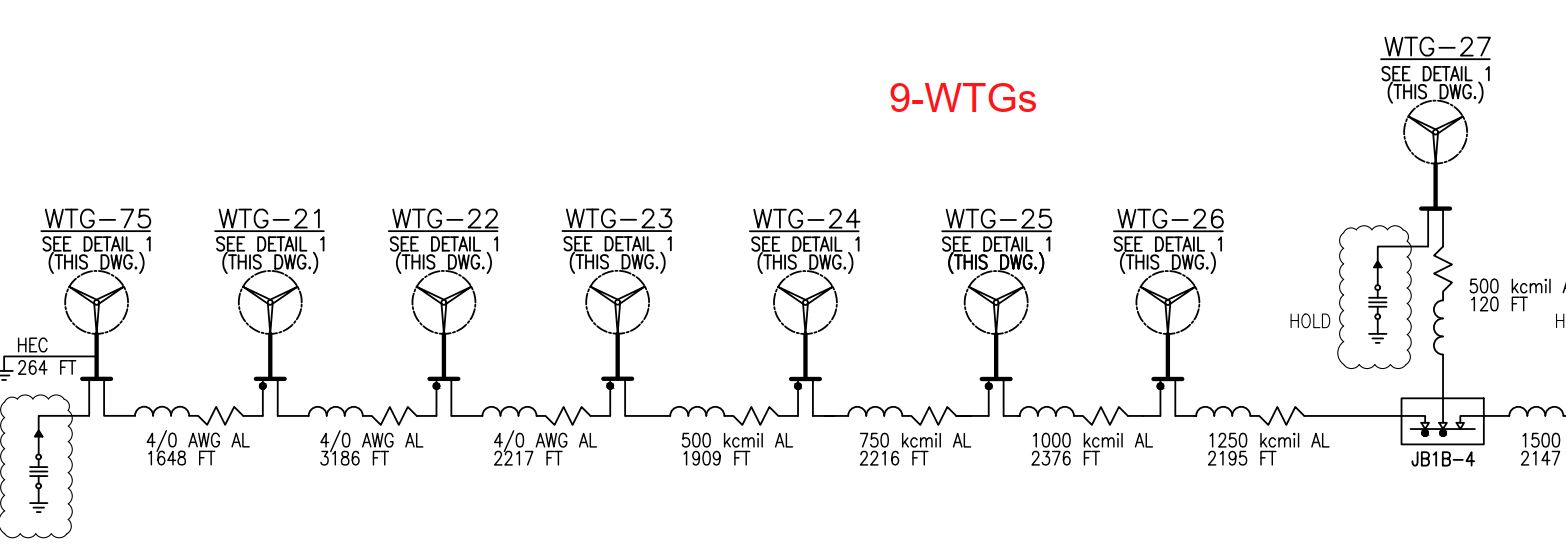 WTG-27
SEE DETAIL 1
(THIS DWG.)
9-WTGs
WTG-75
SEE DETAIL 1
(THIS DWG.)
WTG-21
SEE DETAIL 1
(THIS DWG.)
WTG-22
SEE DETAIL 1
(THIS DWG.)
WTG-23
SEE DETAIL 1
(THIS DWG.)
WTG-24
SEE DETAIL 1
(THIS DWG.)
WTG-25
SEE DETAIL 1
(THIS DWG.)
WTG-26
SEE DETAIL 1
(THIS DWG.)
500 kcmil A
120 FT
HOLD
H
HEC
264 FT
4/0 AWG AL
1648 FT
4/0 AWG AL
3186 FT
4/0 AWG AL
2217 FT
500 kcmil AL
1909 FT
750 kcmil AL
2216 FT
1000 kcmil AL
2376 FT
1250 kcmil AL
2195 FT
JB1B-4
1500
2147